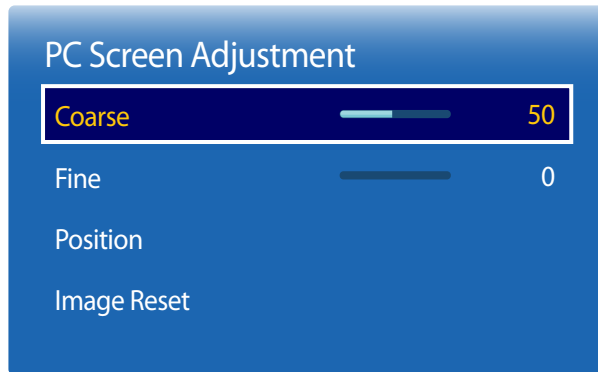 PC Screen Adjustment
Coarse 50
Fine 0
Position
Image Reset